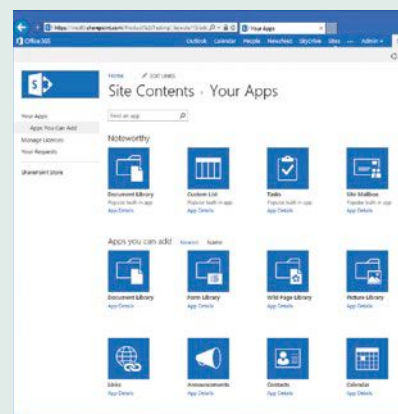 Your Apps
Office 365
Outlook Calendar People Newsfeed SkyDrive Sites ... Admin
Home EDIT LINKS
Site Contents › Your Apps
Your Apps
Apps You Can Add
Manage Licenses
Your Requests
SharePoint Store
Find an app
Noteworthy
Document Library Custom List Tasks Site Mailbox
Popular built-in app Popular built-in app Popular built-in app Popular built-in app
App Details App Details App Details App Details
Apps you can add Newest Name
Document Library Form Library Wiki Page Library Picture Library
App Details App Details App Details App Details
Links Announcements Contacts Calendar
App Details App Details App Details App Details